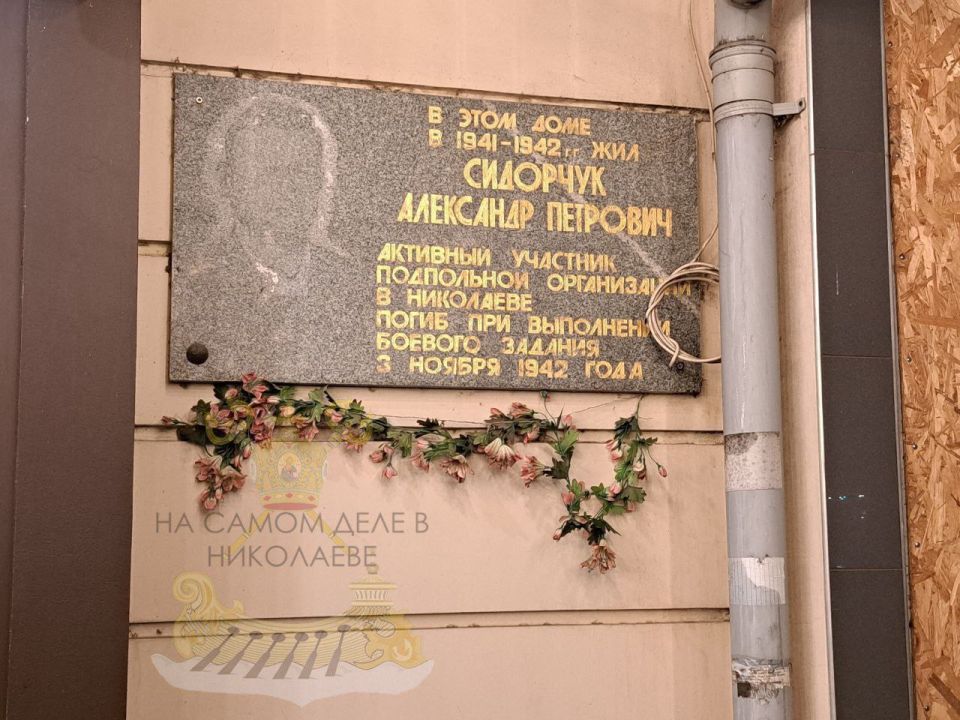 В ЭТОМ ДОМЕ
В 1941-1942 гг. ЖИЛ
СИДОРЧУК
АЛЕКСАНДР ПЕТРОВИЧ
АКТИВНЫЙ УЧАСТНИК
ПОДПОЛЬНОЙ ОРГАНИЗАЦИИ
В НИКОЛАЕВЕ
ПОГИБ ПРИ ВЫПОЛНЕНИИ
БОЕВОГО ЗАДАНИЯ
3 НОЯБРЯ 1942 ГОДА
НА САМОМ ДЕЛЕ В
НИКОЛАЕВЕ